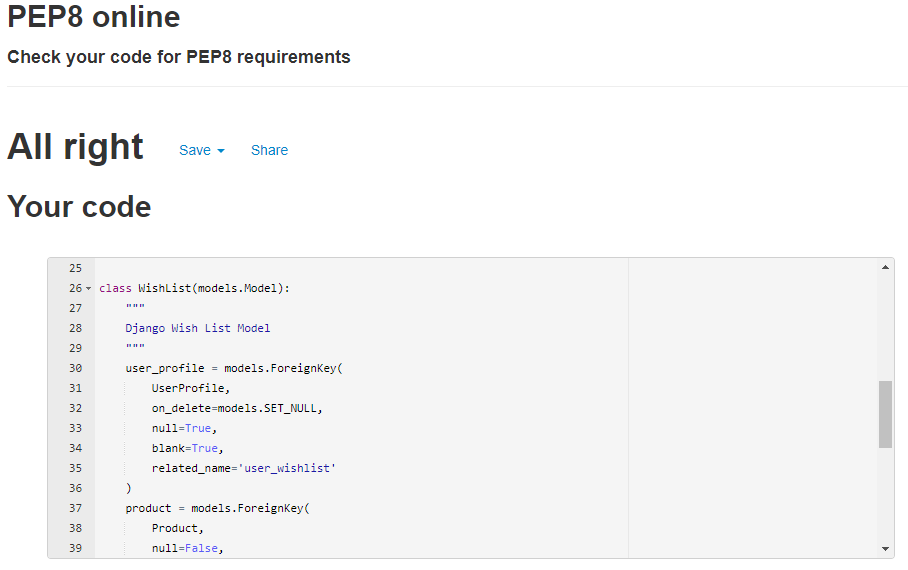 PEP8 online
Check your code for PEP8 requirements
All right Save Share
Your code
25
26 class WishList(models.Model):
27     """
28     Django Wish List Model
29     """
30     user_profile = models.ForeignKey(
31         UserProfile,
32         on_delete=models.SET_NULL,
33         null=True,
34         blank=True,
35         related_name='user_wishlist'
36     )
37     product = models.ForeignKey(
38         Product,
39         null=False,